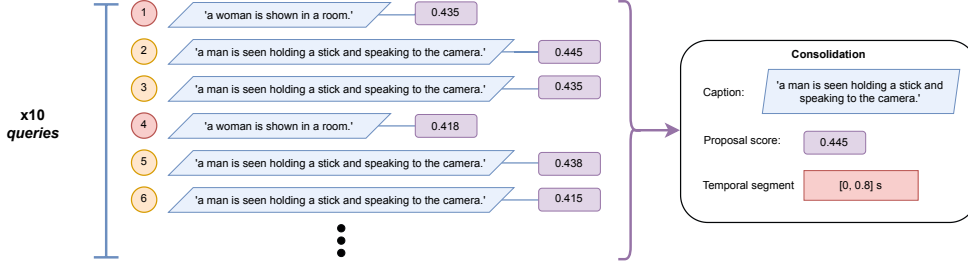 x10
queries
1 'a woman is shown in a room.' 0.435
2 'a man is seen holding a stick and speaking to the camera.' 0.445
3 'a man is seen holding a stick and speaking to the camera.' 0.435
4 'a woman is shown in a room.' 0.418
5 'a man is seen holding a stick and speaking to the camera.' 0.438
6 'a man is seen holding a stick and speaking to the camera.' 0.415
Consolidation
Caption: 'a man is seen holding a stick and
speaking to the camera.'
Proposal score: 0.445
Temporal segment [0, 0.8] s